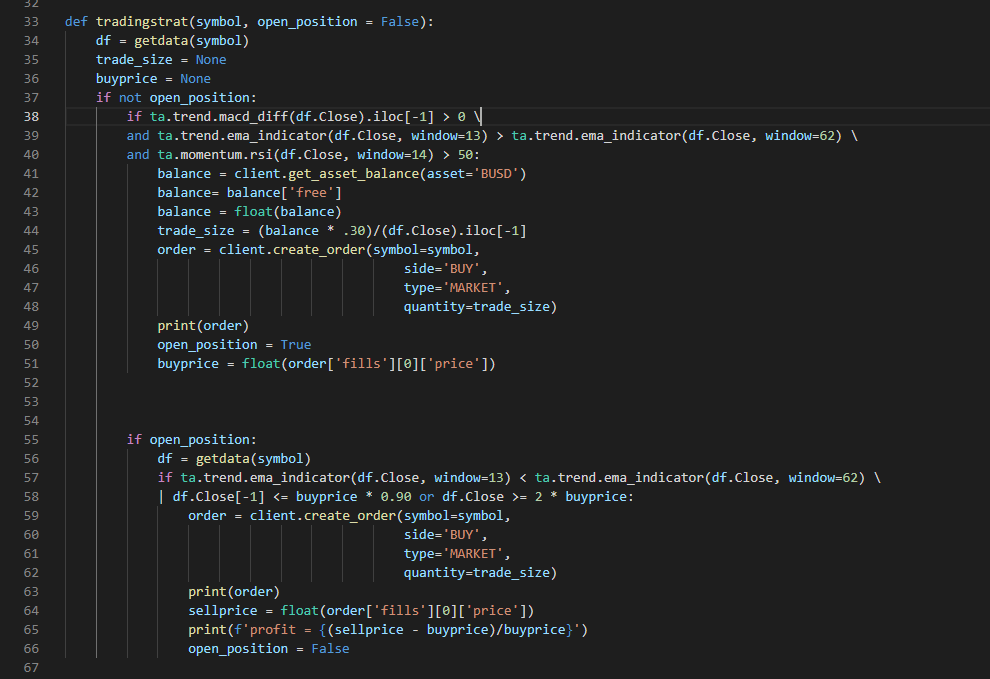 32
33 def tradingstrat(symbol, open_position = False):
34 df = getdata(symbol)
35 trade_size = None
36 buyprice = None
37 if not open_position:
38 if ta.trend.macd_diff(df.Close).iloc[-1] > 0 \
39 and ta.trend.ema_indicator(df.Close, window=13) > ta.trend.ema_indicator(df.Close, window=62) \
40 and ta.momentum.rsi(df.Close, window=14) > 50:
41 balance = client.get_asset_balance(asset='BUSD')
42 balance= balance['free']
43 balance = float(balance)
44 trade_size = (balance * .30)/(df.Close).iloc[-1]
45 order = client.create_order(symbol=symbol,
46 side='BUY',
47 type='MARKET',
48 quantity=trade_size)
49 print(order)
50 open_position = True
51 buyprice = float(order['fills'][0]['price'])
52
53
54
55 if open_position:
56 df = getdata(symbol)
57 if ta.trend.ema_indicator(df.Close, window=13) < ta.trend.ema_indicator(df.Close, window=62) \
58 | df.Close[-1] <= buyprice * 0.90 or df.Close >= 2 * buyprice:
59 order = client.create_order(symbol=symbol,
60 side='BUY',
61 type='MARKET',
62 quantity=trade_size)
63 print(order)
64 sellprice = float(order['fills'][0]['price'])
65 print(f'profit = {(sellprice - buyprice)/buyprice}')
66 open_position = False
67